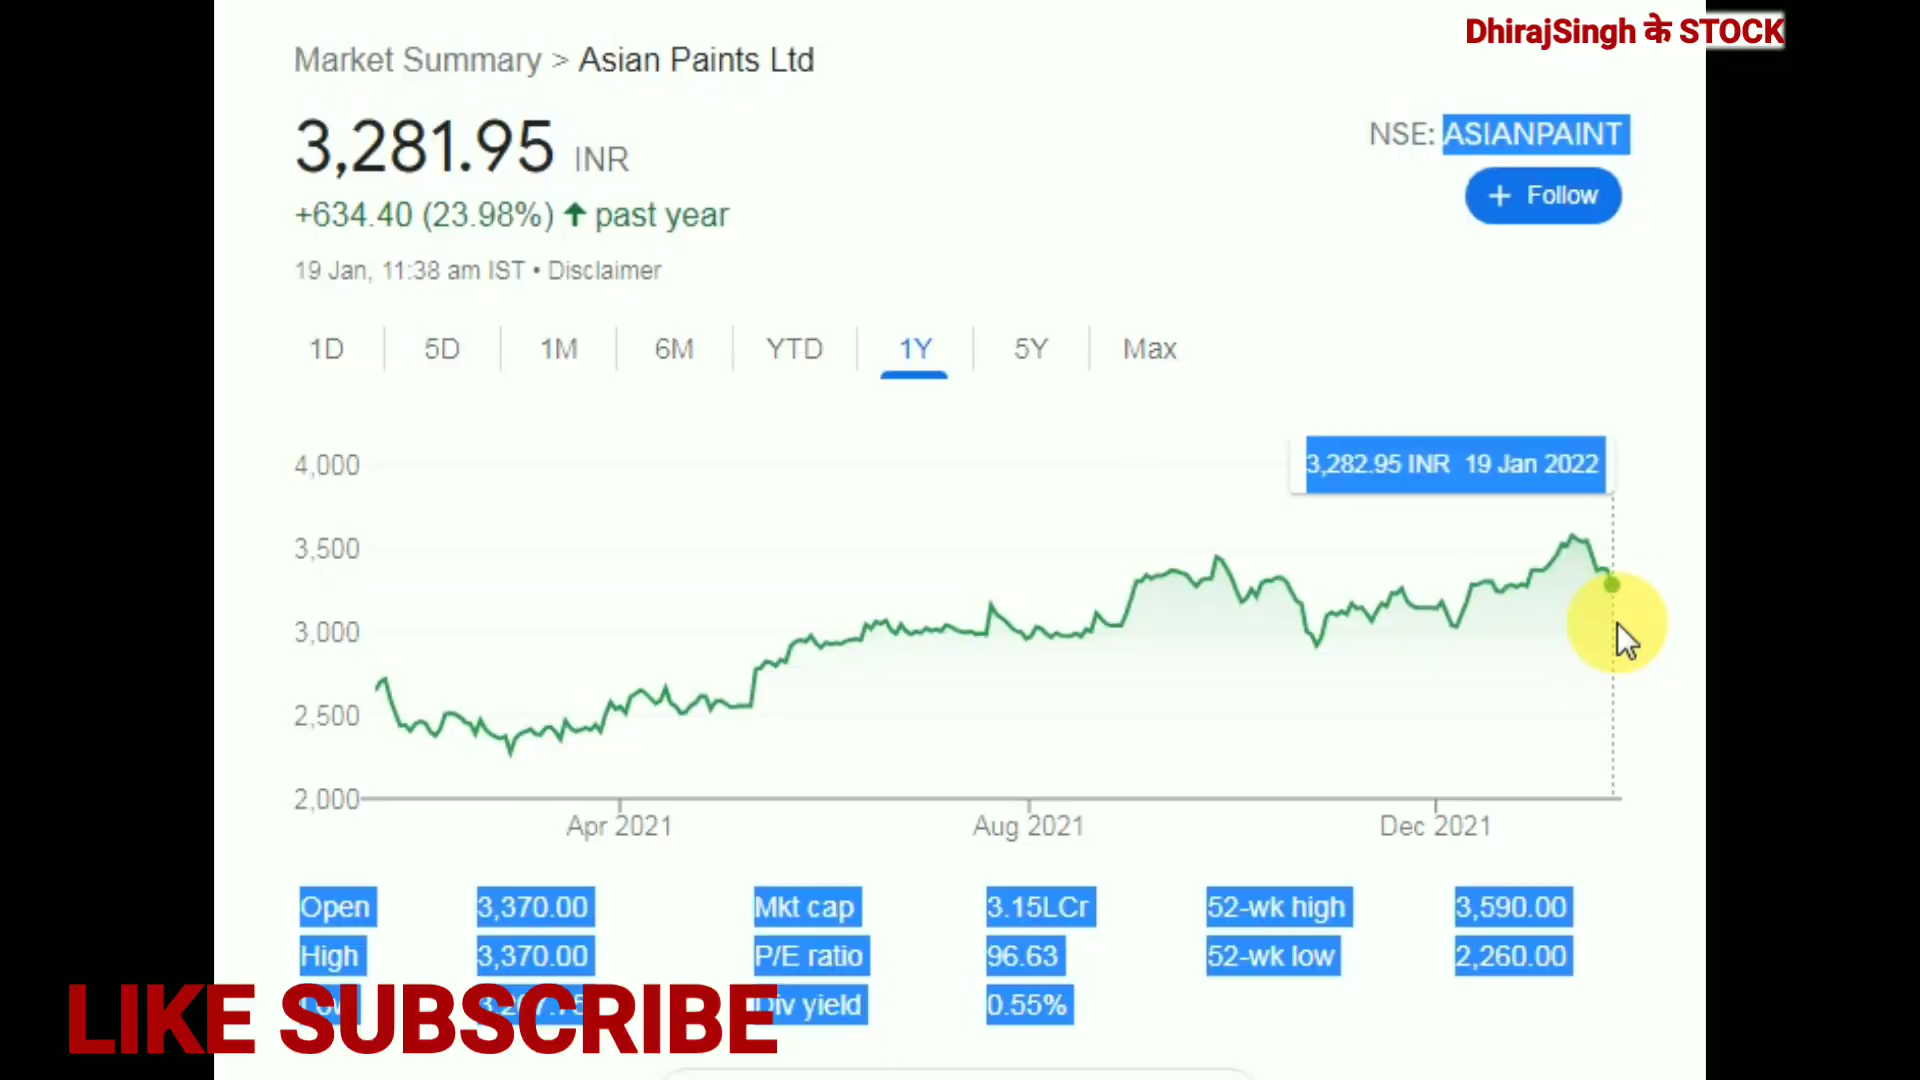 DhirajSingh के STOCK
Market Summary > Asian Paints Ltd
3,281.95 INR
NSE: ASIANPAINT
+634.40 (23.98%) ↑ past year
+ Follow
19 Jan, 11:38 am IST • Disclaimer
1D 5D 1M 6M YTD 1Y 5Y Max
3,282.95 INR 19 Jan 2022
4,000
3,500
3,000
2,500
2,000
Apr 2021 Aug 2021 Dec 2021
Open 3,370.00 Mkt cap 3.15LCr 52-wk high 3,590.00
High 3,370.00 P/E ratio 96.63 52-wk low 2,260.00
Div yield 0.55%
LIKE SUBSCRIBE